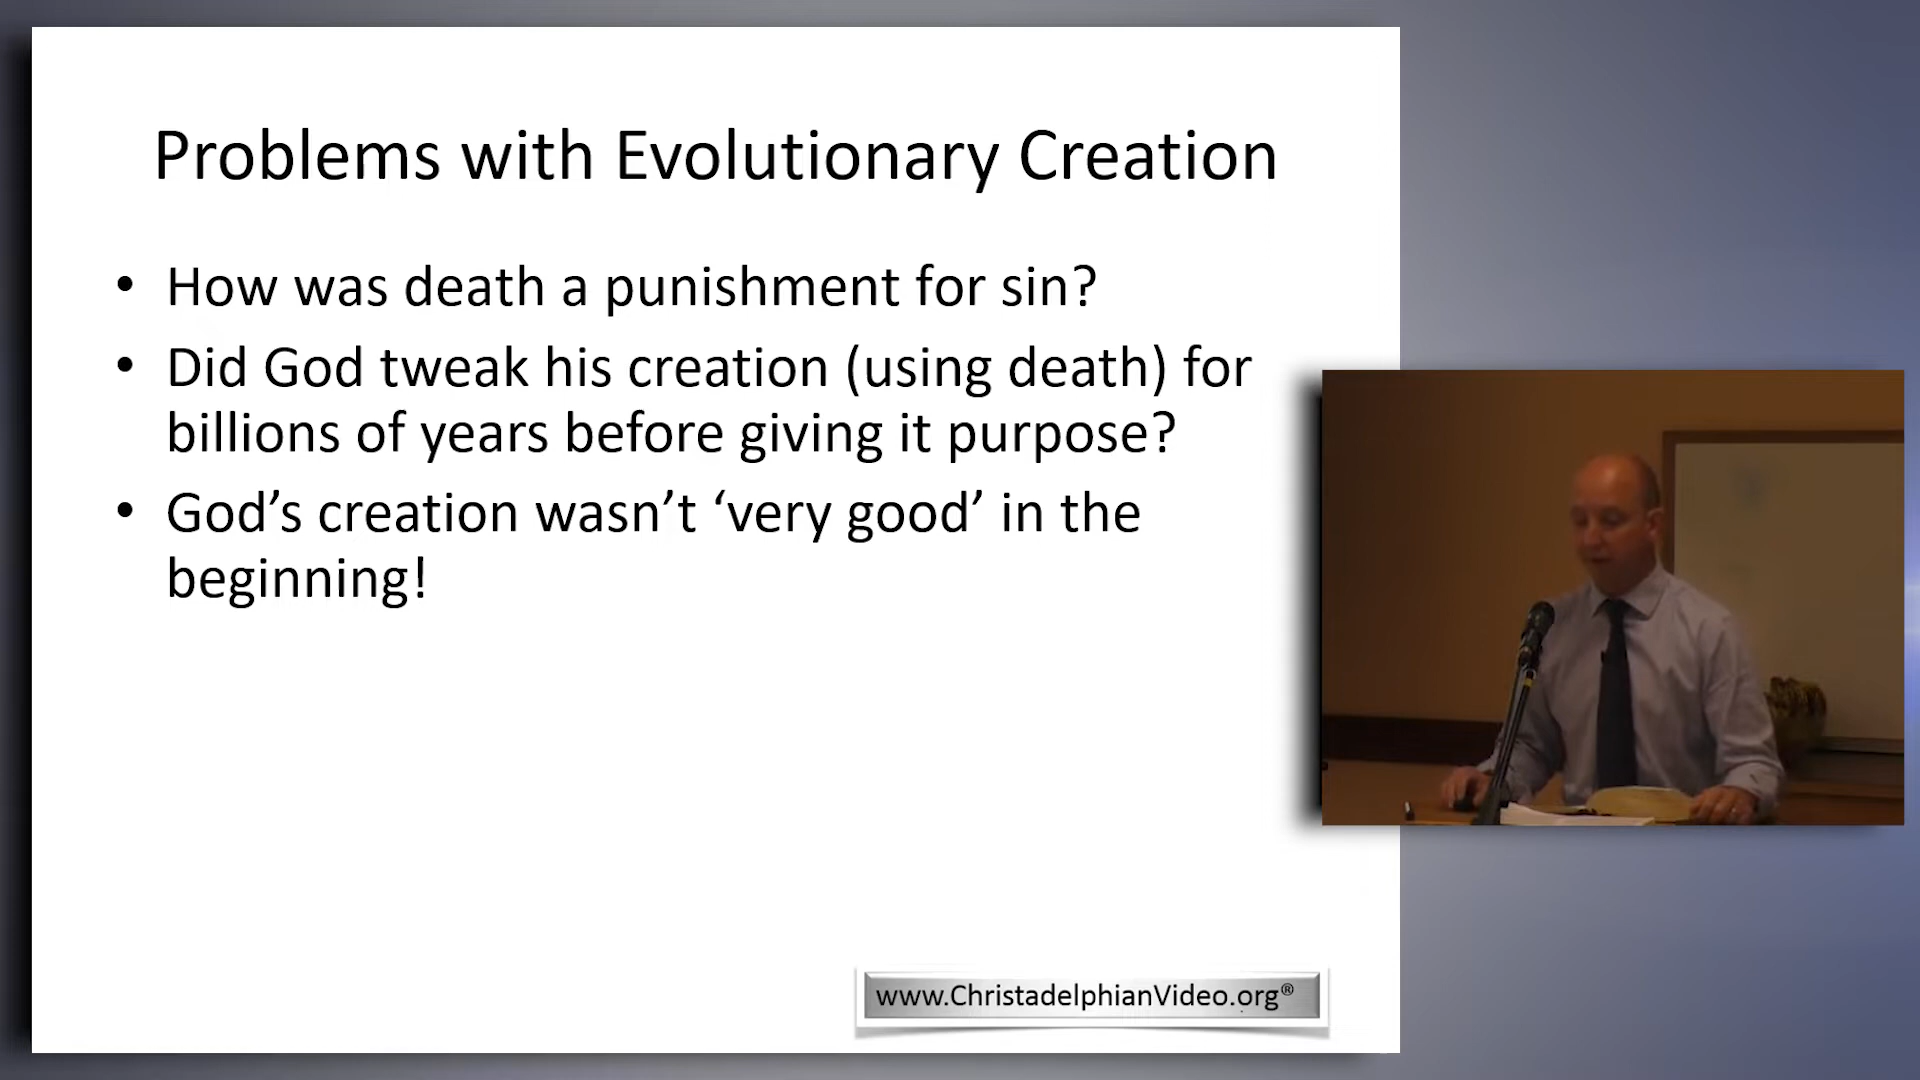 Problems with Evolutionary Creation
• How was death a punishment for sin?
• Did God tweak his creation (using death) for
billions of years before giving it purpose?
• God’s creation wasn’t ‘very good’ in the
beginning!
www.ChristadelphianVideo.org®